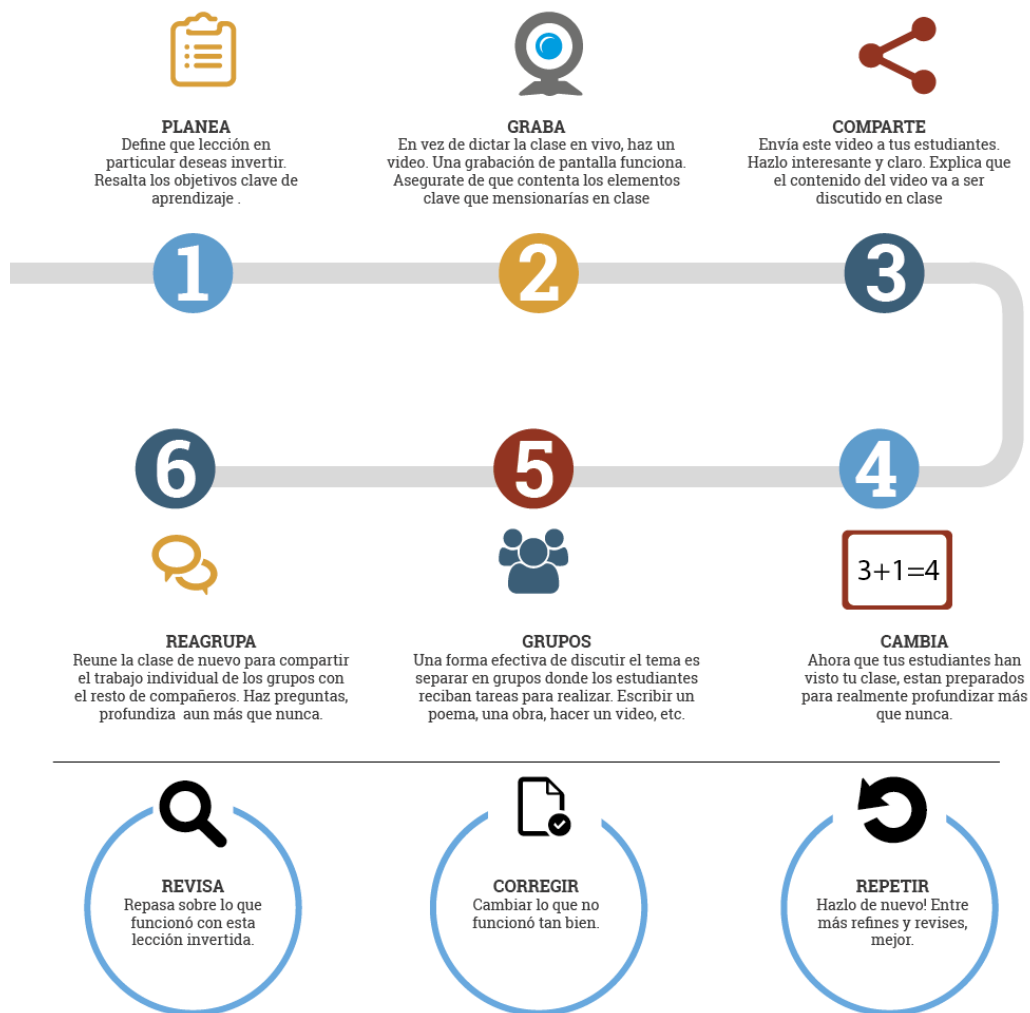 PLANEA
Define que lección en
particular deseas invertir.
Resalta los objetivos clave de
aprendizaje .
GRABA
En vez de dictar la clase en vivo, haz un
video. Una grabación de pantalla funciona.
Asegurate de que contenta los elementos
clave que mensionarías en clase
COMPARTE
Envía este video a tus estudiantes.
Hazlo interesante y claro. Explica que
el contenido del video va a ser
discutido en clase
1
2
3
4
5
6
3+1=4
CAMBIA
Ahora que tus estudiantes han
visto tu clase, estan preparados
para realmente profundizar más
que nunca.
GRUPOS
Una forma efectiva de discutir el tema es
separar en grupos donde los estudiantes
reciban tareas para realizar. Escribir un
poema, una obra, hacer un video, etc.
REAGRUPA
Reune la clase de nuevo para compartir
el trabajo individual de los grupos con
el resto de compañeros. Haz preguntas,
profundiza  aun más que nunca.
REVISA
Repasa sobre lo que
funcionó con esta
lección invertida.
CORREGIR
Cambiar lo que no
funcionó tan bien.
REPETIR
Hazlo de nuevo! Entre
más refines y revises,
mejor.